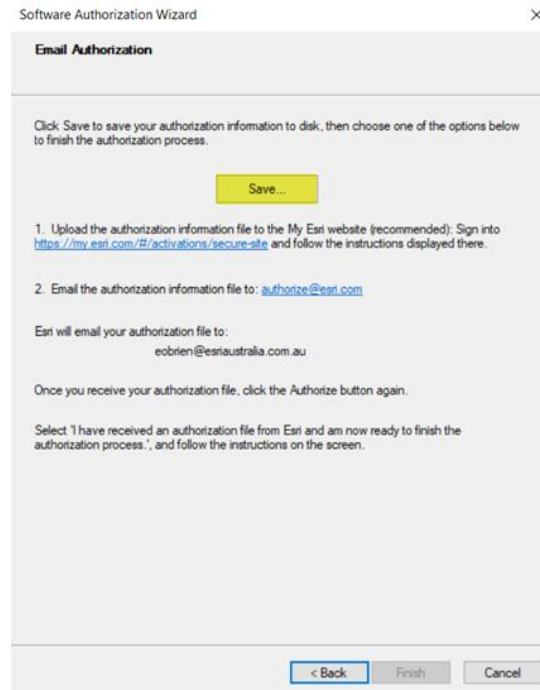 Software Authorization Wizard
Email Authorization
Click Save to save your authorization information to disk, then choose one of the options below
to finish the authorization process.
Save...
1. Upload the authorization information file to the My Esri website (recommended): Sign into
https://my.esri.com/#/activations/secure-site and follow the instructions displayed there.
2. Email the authorization information file to: authorize@esri.com
Esri will email your authorization file to:
eobrien@esriaustralia.com.au
Once you receive your authorization file, click the Authorize button again.
Select 'I have received an authorization file from Esri and am now ready to finish the
authorization process.', and follow the instructions on the screen.
< Back Finish Cancel